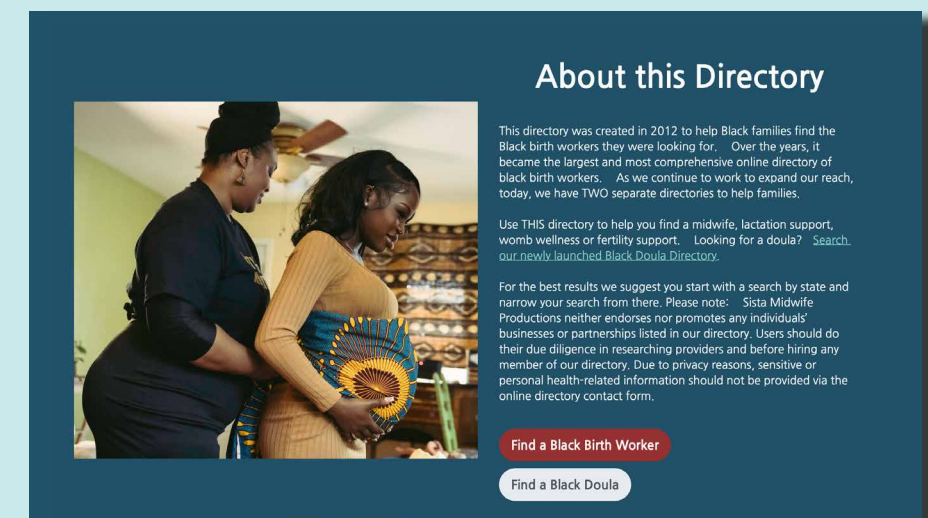 About this Directory
This directory was created in 2012 to help Black families find the
Black birth workers they were looking for. Over the years, it
became the largest and most comprehensive online directory of
black birth workers. As we continue to work to expand our reach,
today, we have TWO separate directories to help families.
Use THIS directory to help you find a midwife, lactation support,
womb wellness or fertility support. Looking for a doula? Search
our newly launched Black Doula Directory.
For the best results we suggest you start with a search by state and
narrow your search from there. Please note: Sista Midwife
Productions neither endorses nor promotes any individuals'
businesses or partnerships listed in our directory. Users should do
their due diligence in researching providers and before hiring any
member of our directory. Due to privacy reasons, sensitive or
personal health-related information should not be provided via the
online directory contact form.
Find a Black Birth Worker
Find a Black Doula